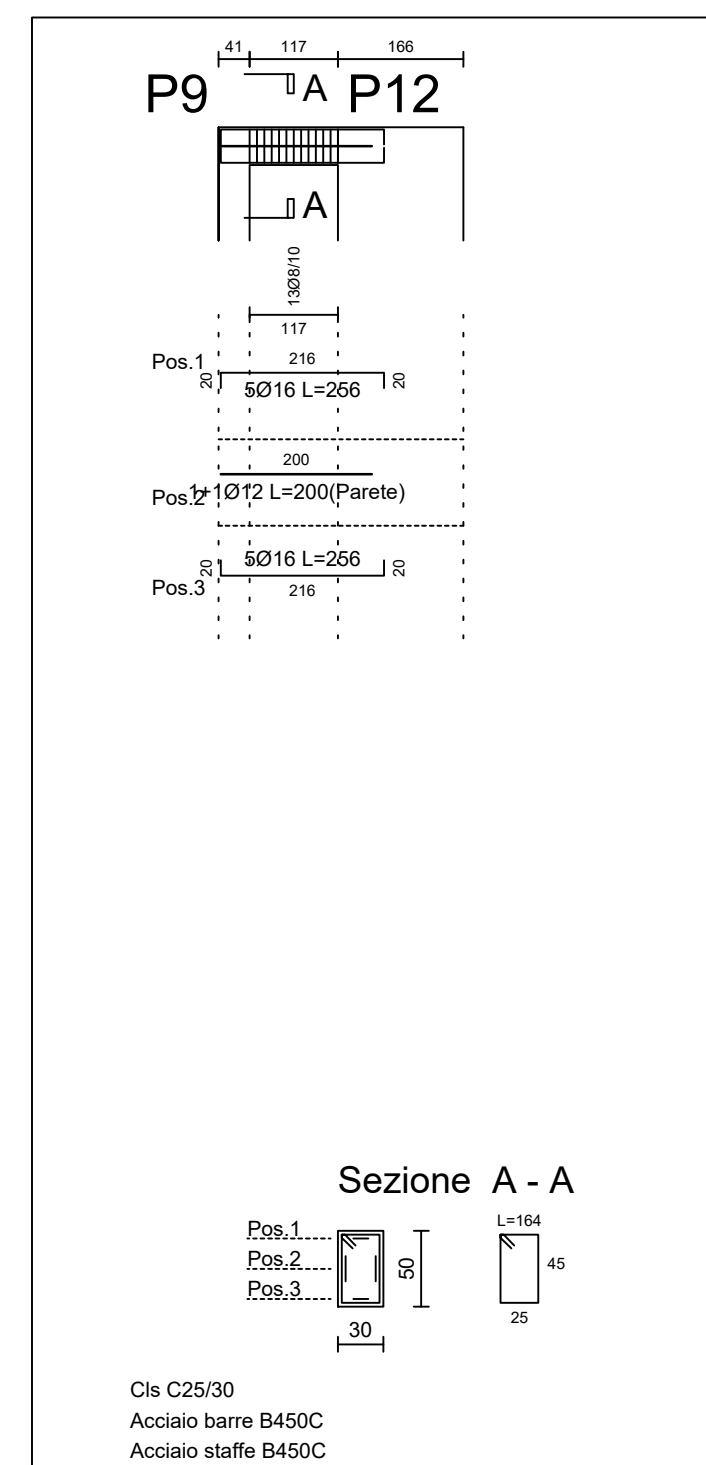 41 117 166
P9 A P12
A
13Ø8/10
117
Pos.1 216
20 5Ø16 L=256 20
200
Pos.2 1+1Ø12 L=200(Parete)
20 5Ø16 L=256 20
Pos.3 216
Sezione A - A
Pos.1 L=164
Pos.2 50 45
Pos.3 25
30
Cls C25/30
Acciaio barre B450C
Acciaio staffe B450C